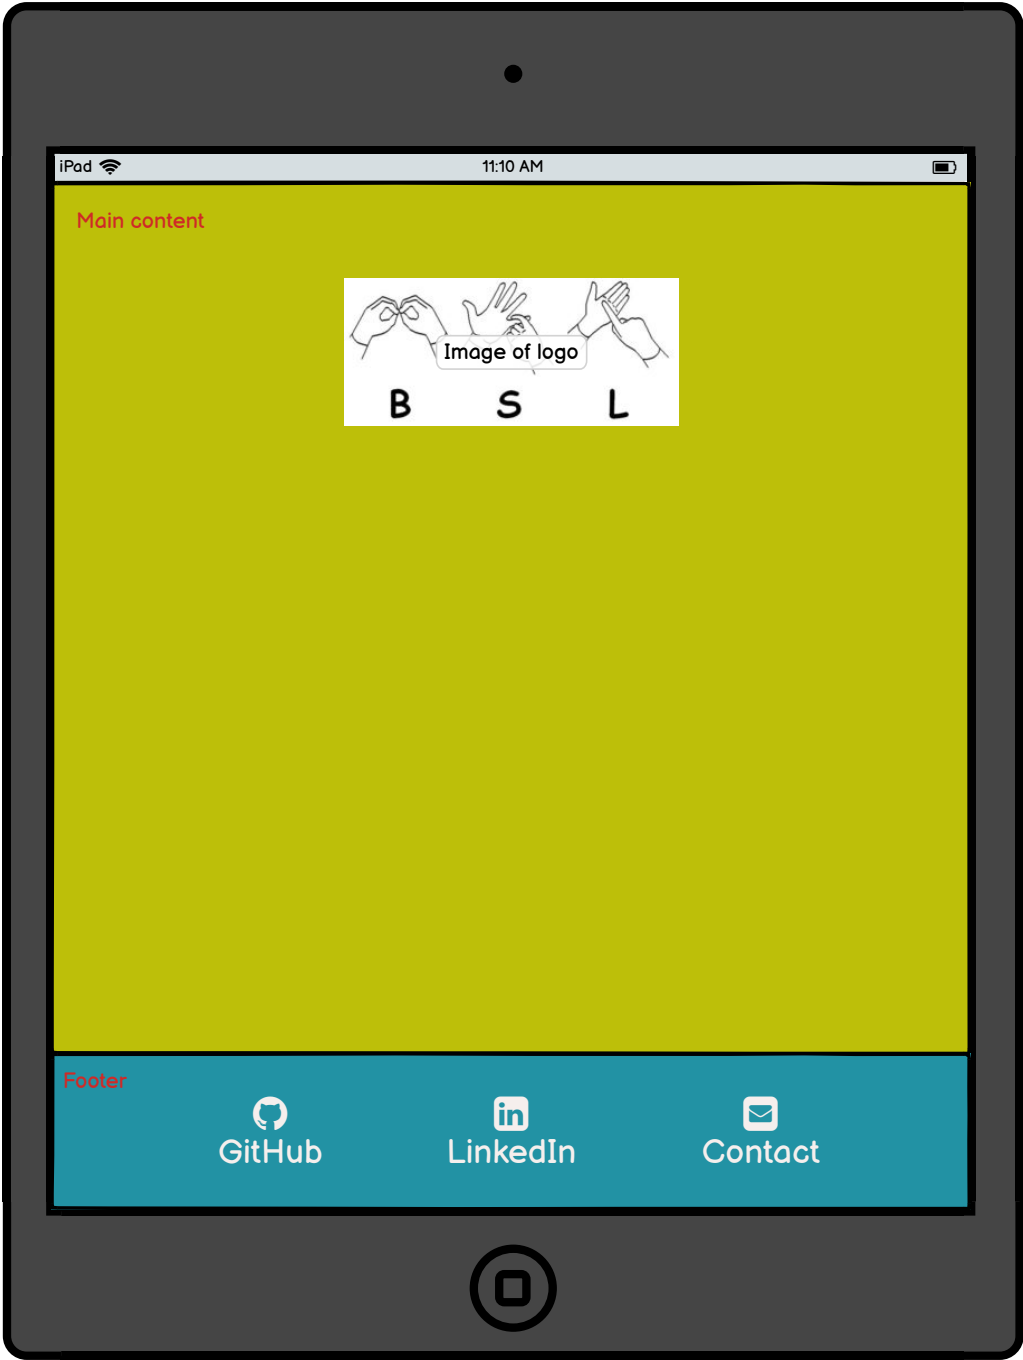 iPad 11:10 AM
Main content
Image of logo
B S L
Footer
GitHub LinkedIn Contact